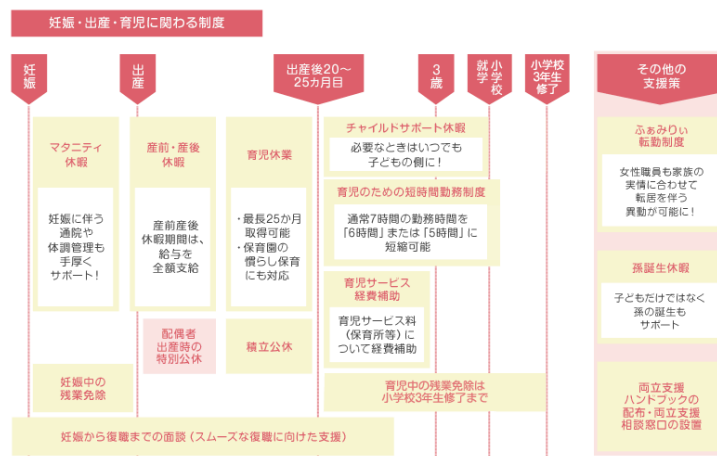 妊娠・出産・育児に関わる制度
妊娠
出産
出産後20～
25カ月目
3歳
小学校
就学
小学校
3年生
修了
その他の
支援策
マタニティ
休暇
妊娠に伴う
通院や
体調管理も
手厚く
サポート！
産前・産後
休暇
産前産後
休暇期間は、
給与を
全額支給
育児休業
・最長25か月
取得可能
・保育園の
慣らし保育
にも対応
チャイルドサポート休暇
必要なときはいつでも
子どもの側に！
育児のための短時間勤務制度
通常7時間の勤務時間を
「6時間」または「5時間」に
短縮可能
育児サービス
経費補助
育児サービス料
（保育所等）に
ついて経費補助
配偶者
出産時の
特別公休
積立公休
妊娠中の
残業免除
育児中の残業免除は
小学校3年生修了まで
妊娠から復職までの面談（スムーズな復職に向けた支援）
ふぁみりぃ
転勤制度
女性職員も家族の
実情に合わせて
転居を伴う
異動が可能に！
孫誕生休暇
子どもだけではなく
孫の誕生も
サポート
両立支援
ハンドブックの
配布・両立支援
相談窓口の設置